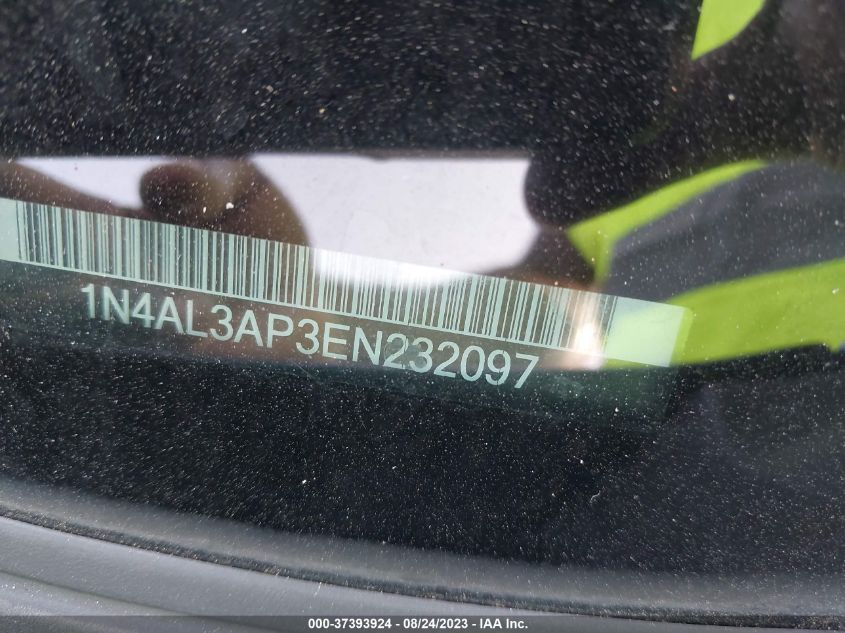 1N4AL3AP3EN232097
000-37393924 - 08/24/2023 - IAA Inc.